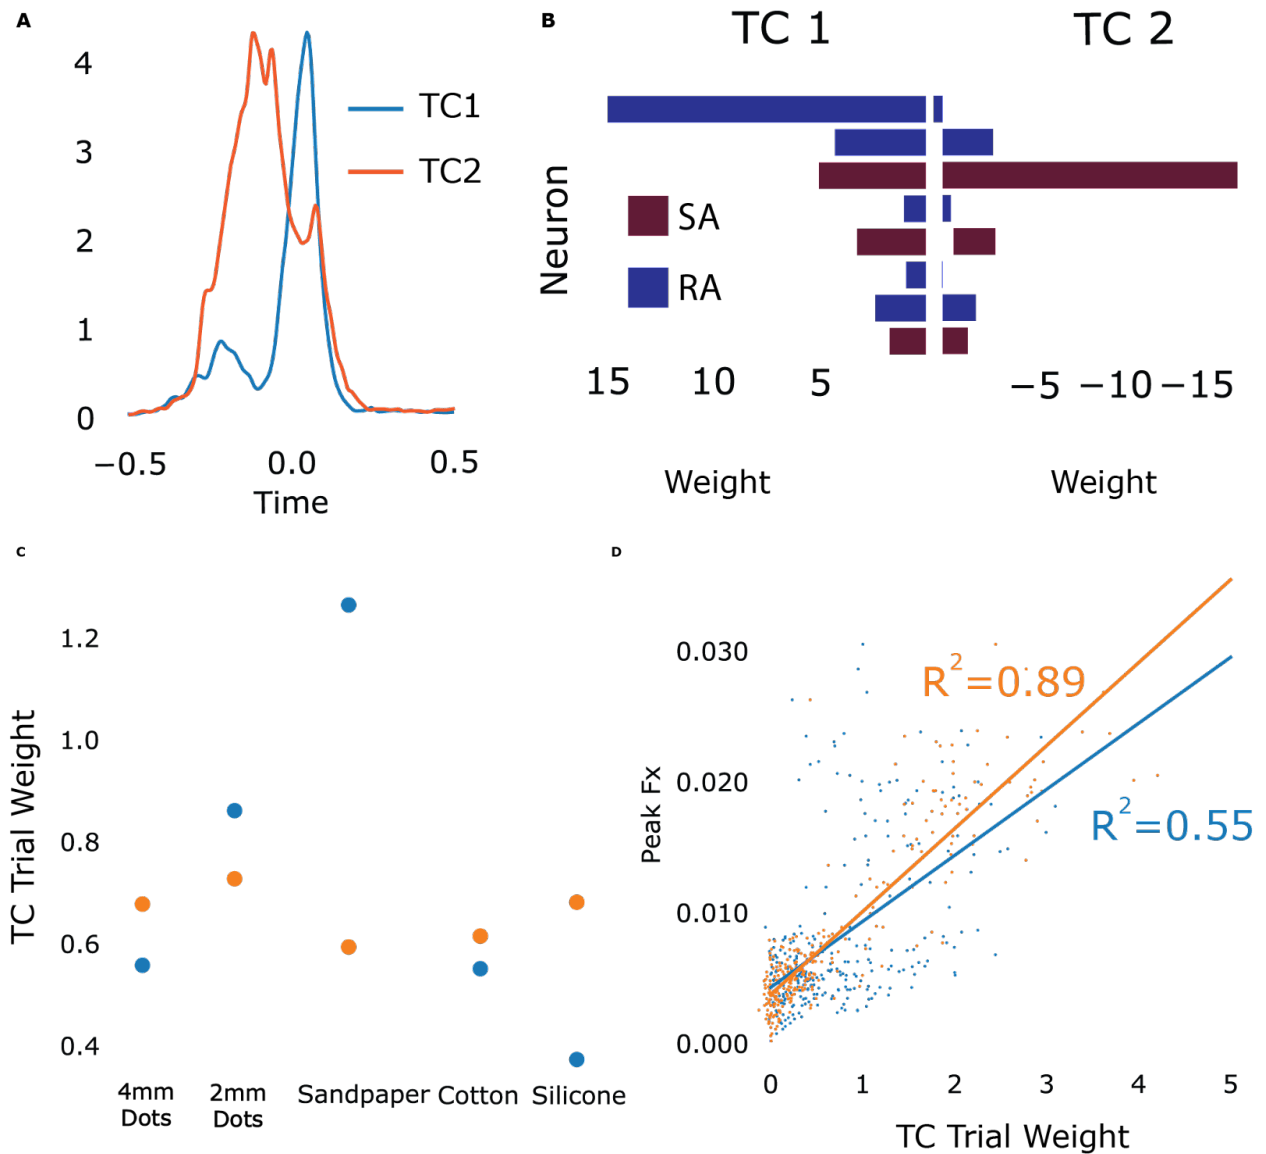 A
4
3
2
1
0
TC1
TC2
−0.5 0.0 0.5
Time
B
TC 1 TC 2
Neuron
SA
RA
15 10 5 −5 −10 −15
Weight Weight
C
TC Trial Weight
1.2
1.0
0.8
0.6
0.4
4mm Dots
2mm Dots
Sandpaper Cotton Silicone
D
Peak Fx
0.030
0.020
0.010
0.000
R²=0.89
R²=0.55
0 1 2 3 4 5
TC Trial Weight